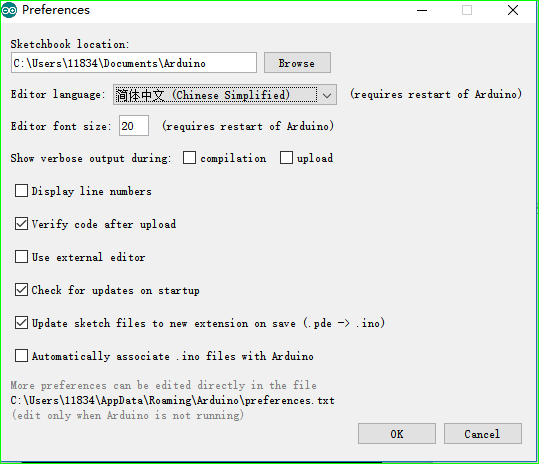 Preferences
Sketchbook location:
C:\Users\11834\Documents\Arduino Browse
Editor language: 简体中文 (Chinese Simplified) (requires restart of Arduino)
Editor font size: 20 (requires restart of Arduino)
Show verbose output during: compilation upload
Display line numbers
Verify code after upload
Use external editor
Check for updates on startup
Update sketch files to new extension on save (.pde -> .ino)
Automatically associate .ino files with Arduino
More preferences can be edited directly in the file
C:\Users\11834\AppData\Roaming\Arduino\preferences.txt
(edit only when Arduino is not running)
OK Cancel